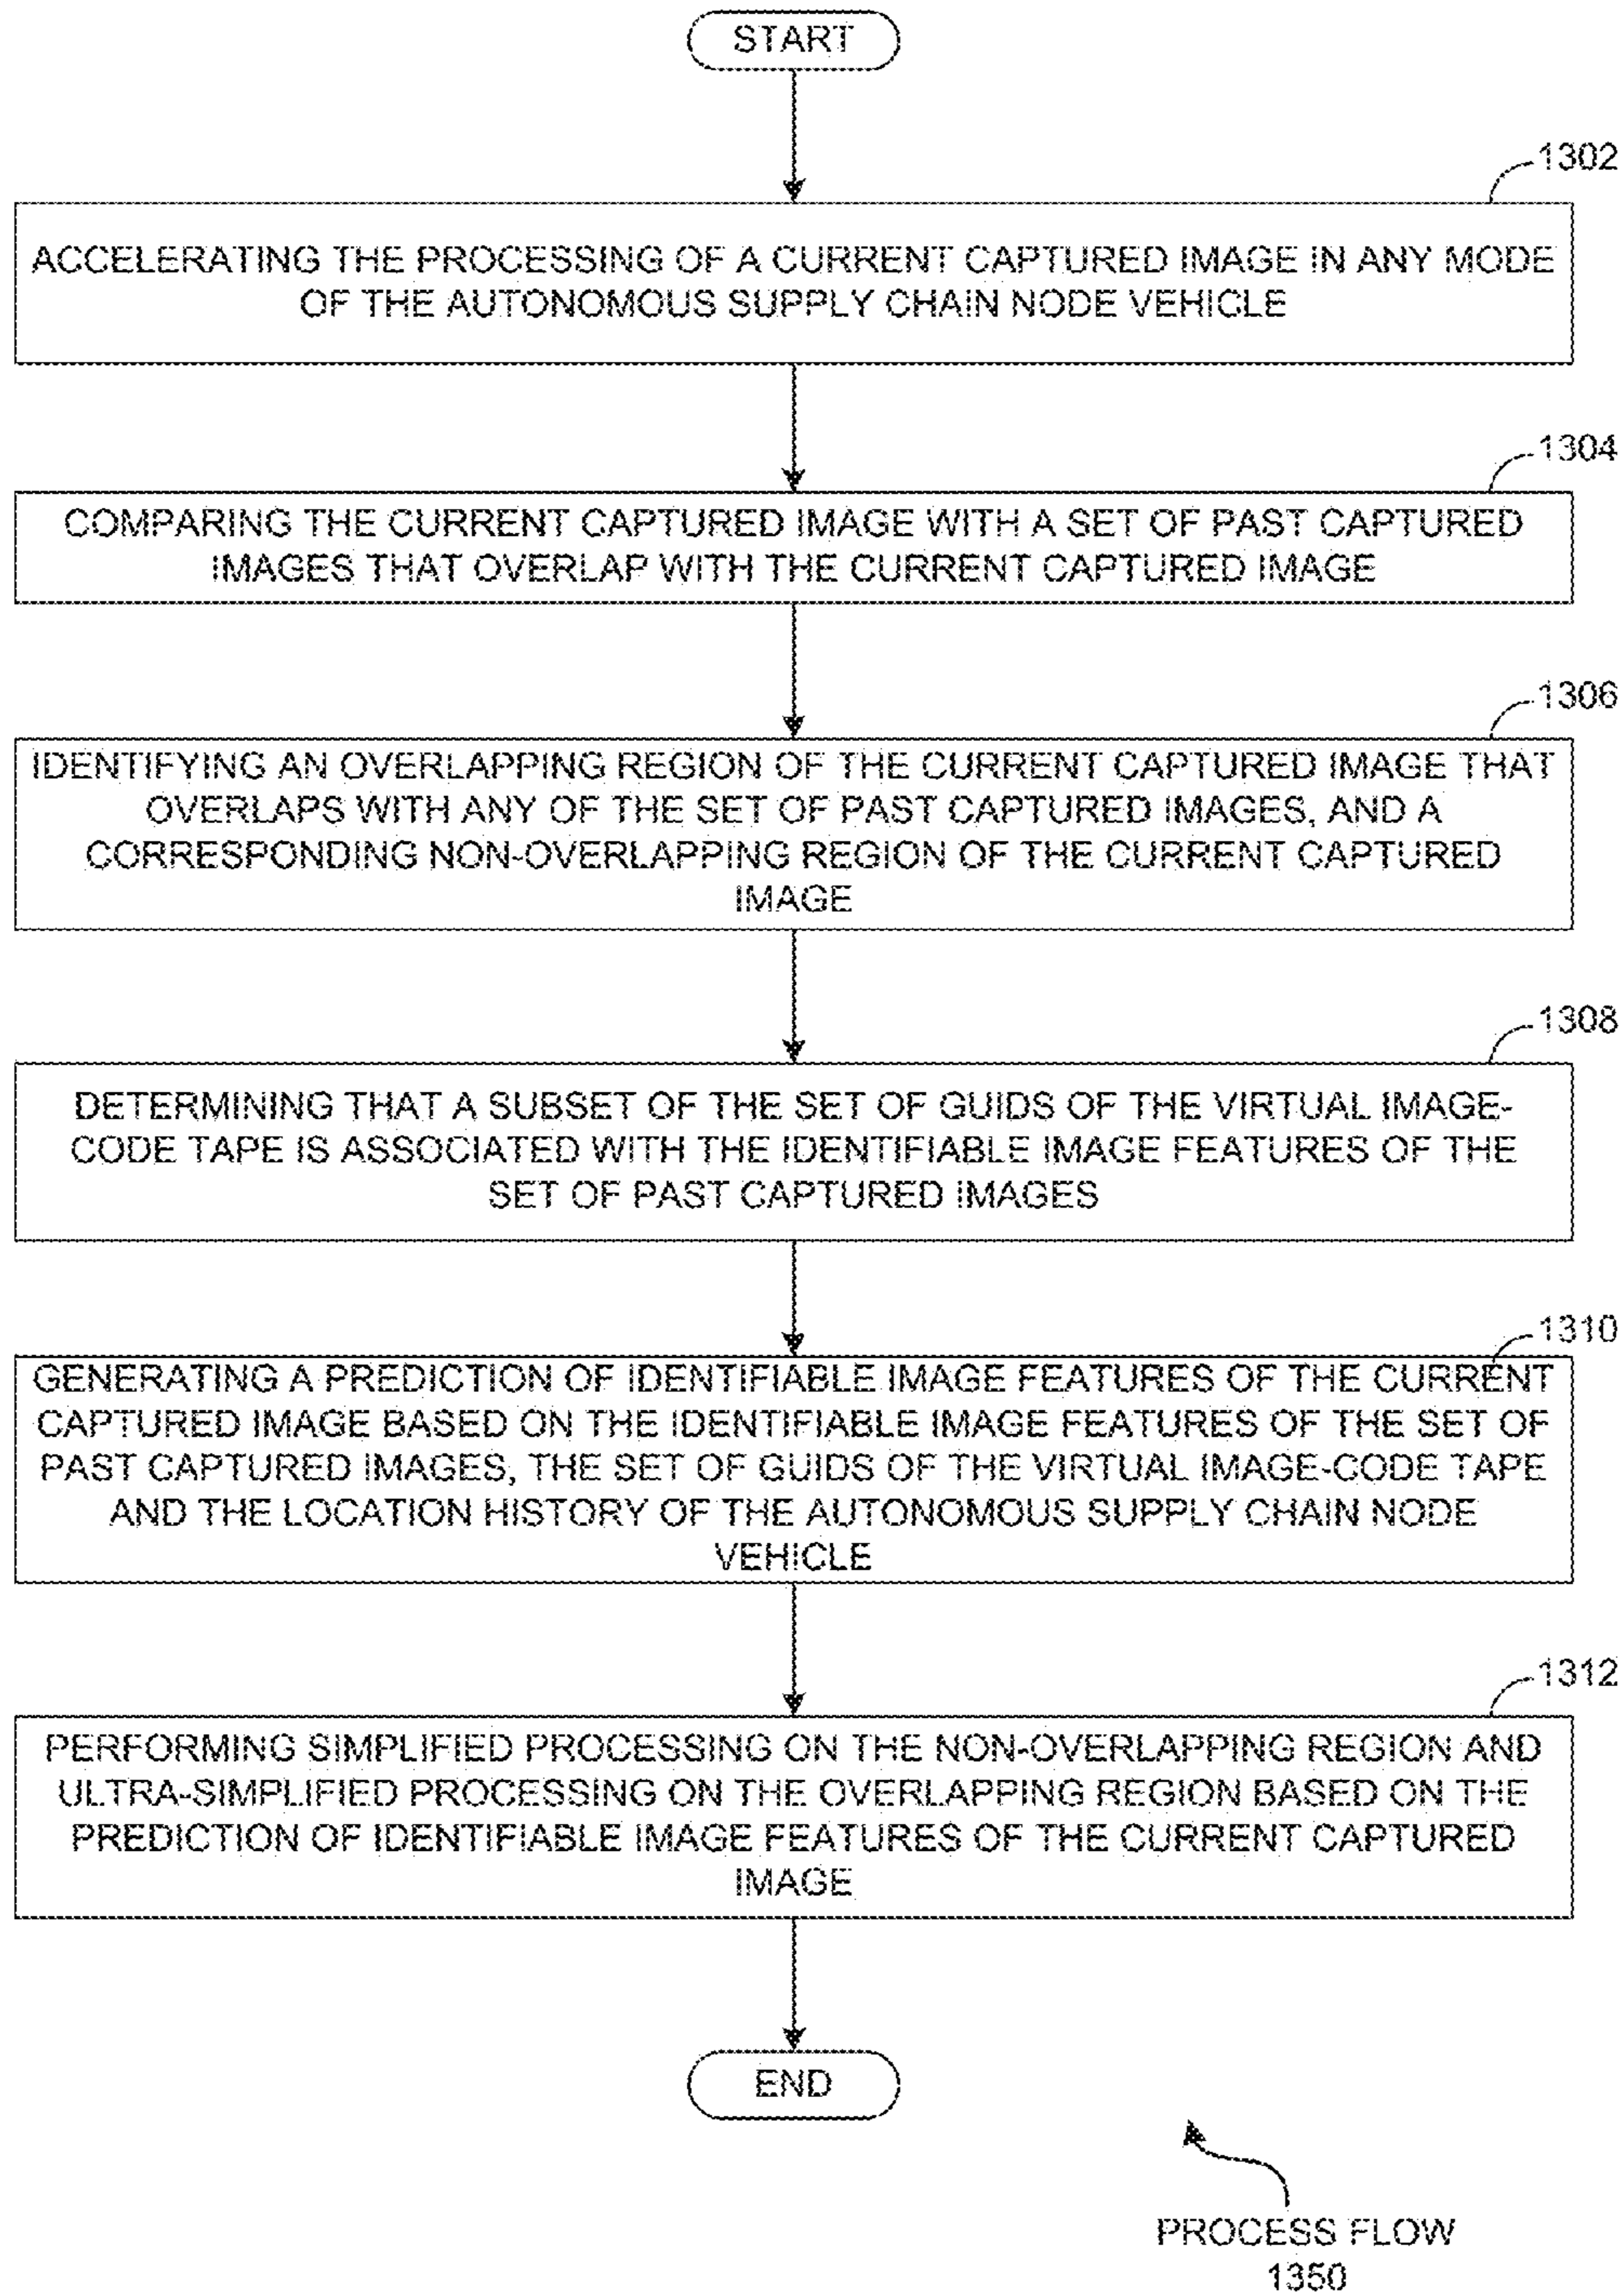 START
1302
ACCELERATING THE PROCESSING OF A CURRENT CAPTURED IMAGE IN ANY MODE
OF THE AUTONOMOUS SUPPLY CHAIN NODE VEHICLE
1304
COMPARING THE CURRENT CAPTURED IMAGE WITH A SET OF PAST CAPTURED
IMAGES THAT OVERLAP WITH THE CURRENT CAPTURED IMAGE
1306
IDENTIFYING AN OVERLAPPING REGION OF THE CURRENT CAPTURED IMAGE THAT
OVERLAPS WITH ANY OF THE SET OF PAST CAPTURED IMAGES, AND A
CORRESPONDING NON-OVERLAPPING REGION OF THE CURRENT CAPTURED
IMAGE
1308
DETERMINING THAT A SUBSET OF THE SET OF GUIDS OF THE VIRTUAL IMAGE-
CODE TAPE IS ASSOCIATED WITH THE IDENTIFIABLE IMAGE FEATURES OF THE
SET OF PAST CAPTURED IMAGES
1310
GENERATING A PREDICTION OF IDENTIFIABLE IMAGE FEATURES OF THE CURRENT
CAPTURED IMAGE BASED ON THE IDENTIFIABLE IMAGE FEATURES OF THE SET OF
PAST CAPTURED IMAGES, THE SET OF GUIDS OF THE VIRTUAL IMAGE-CODE TAPE
AND THE LOCATION HISTORY OF THE AUTONOMOUS SUPPLY CHAIN NODE
VEHICLE
1312
PERFORMING SIMPLIFIED PROCESSING ON THE NON-OVERLAPPING REGION AND
ULTRA-SIMPLIFIED PROCESSING ON THE OVERLAPPING REGION BASED ON THE
PREDICTION OF IDENTIFIABLE IMAGE FEATURES OF THE CURRENT CAPTURED
IMAGE
END
PROCESS FLOW
1350